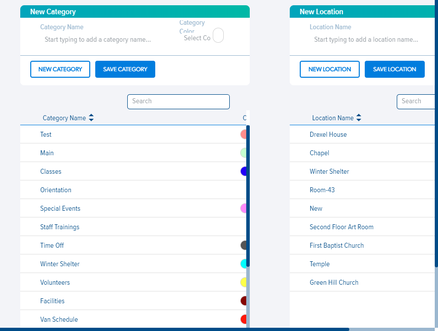 New Category
Category Name
Category
Color
Start typing to add a category name...
Select Co
NEW CATEGORY
SAVE CATEGORY
Search
Category Name
C
Test
Main
Classes
Orientation
Special Events
Staff Trainings
Time Off
Winter Shelter
Volunteers
Facilities
Van Schedule
New Location
Location Name
Start typing to add a location name...
NEW LOCATION
SAVE LOCATION
Search
Location Name
Drexel House
Chapel
Winter Shelter
Room-43
New
Second Floor Art Room
First Baptist Church
Temple
Green Hill Church